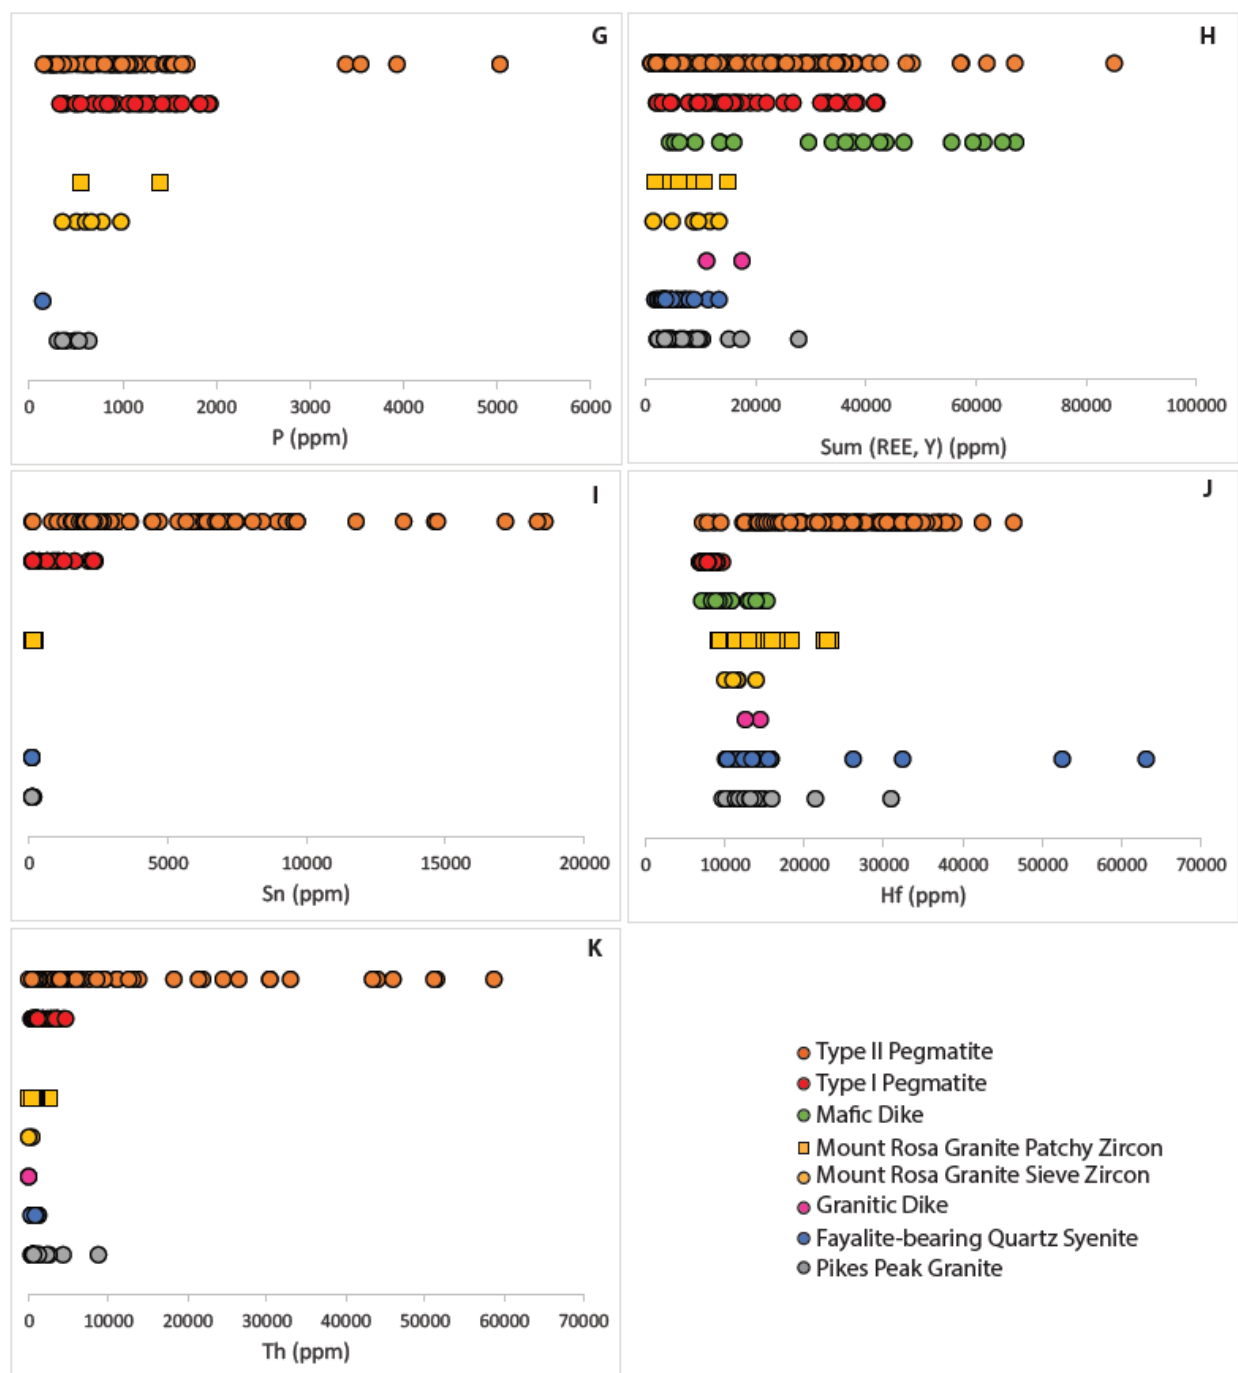 G
0 1000 2000 3000 4000 5000 6000
P (ppm)
H
0 20000 40000 60000 80000 100000
Sum (REE, Y) (ppm)
I
0 5000 10000 15000 20000
Sn (ppm)
J
0 10000 20000 30000 40000 50000 60000 70000
Hf (ppm)
K
0 10000 20000 30000 40000 50000 60000 70000
Th (ppm)
Type II Pegmatite
Type I Pegmatite
Mafic Dike
Mount Rosa Granite Patchy Zircon
Mount Rosa Granite Sieve Zircon
Granitic Dike
Fayalite-bearing Quartz Syenite
Pikes Peak Granite